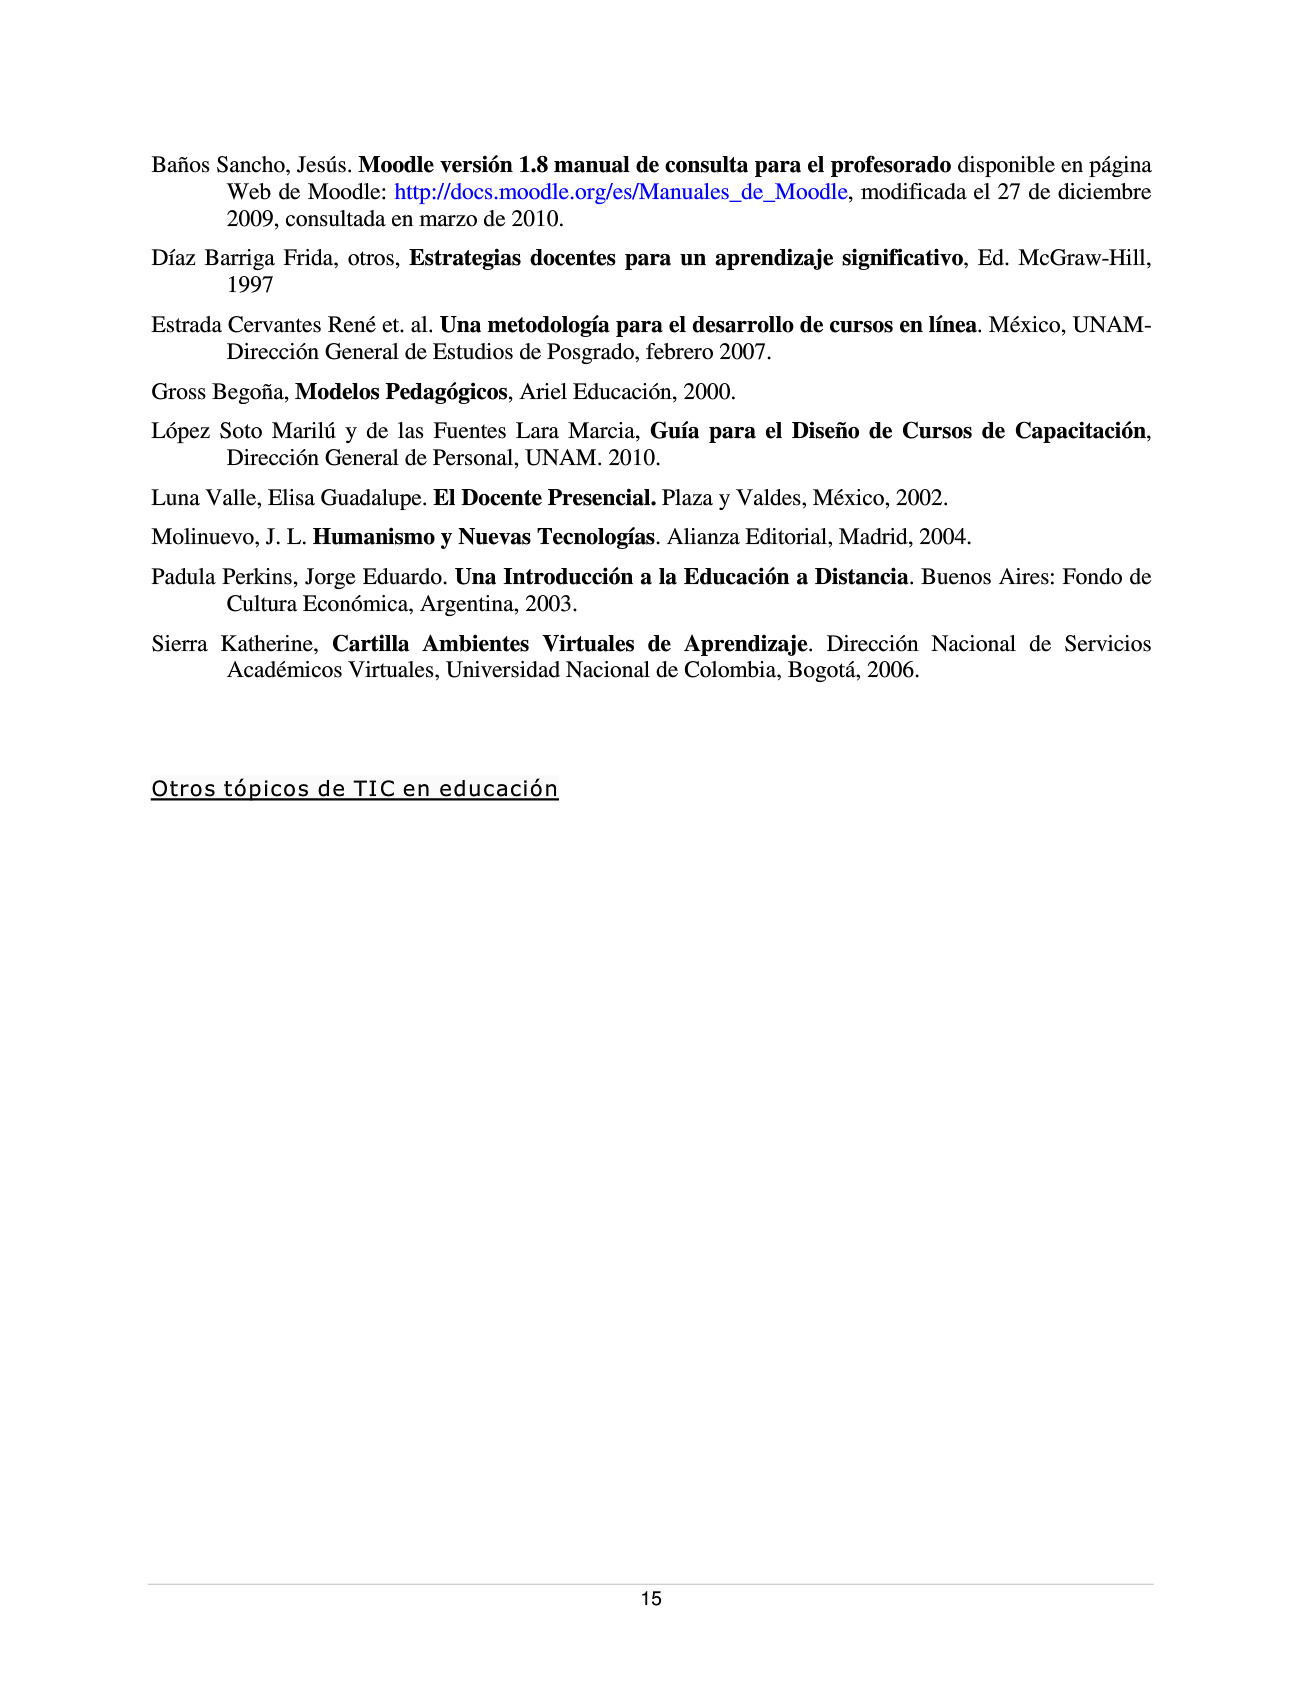 Baños Sancho, Jesús. Moodle versión 1.8 manual de consulta para el profesorado disponible en página
Web de Moodle: http://docs.moodle.org/es/Manuales_de_Moodle, modificada el 27 de diciembre
2009, consultada en marzo de 2010.
Díaz Barriga Frida, otros, Estrategias docentes para un aprendizaje significativo, Ed. McGraw-Hill,
1997
Estrada Cervantes René et. al. Una metodología para el desarrollo de cursos en línea. México, UNAM-
Dirección General de Estudios de Posgrado, febrero 2007.
Gross Begoña, Modelos Pedagógicos, Ariel Educación, 2000.
López Soto Marilú y de las Fuentes Lara Marcia, Guía para el Diseño de Cursos de Capacitación,
Dirección General de Personal, UNAM. 2010.
Luna Valle, Elisa Guadalupe. El Docente Presencial. Plaza y Valdes, México, 2002.
Molinuevo, J. L. Humanismo y Nuevas Tecnologías. Alianza Editorial, Madrid, 2004.
Padula Perkins, Jorge Eduardo. Una Introducción a la Educación a Distancia. Buenos Aires: Fondo de
Cultura Económica, Argentina, 2003.
Sierra Katherine, Cartilla Ambientes Virtuales de Aprendizaje. Dirección Nacional de Servicios
Académicos Virtuales, Universidad Nacional de Colombia, Bogotá, 2006.
Otros tópicos de TIC en educación
15